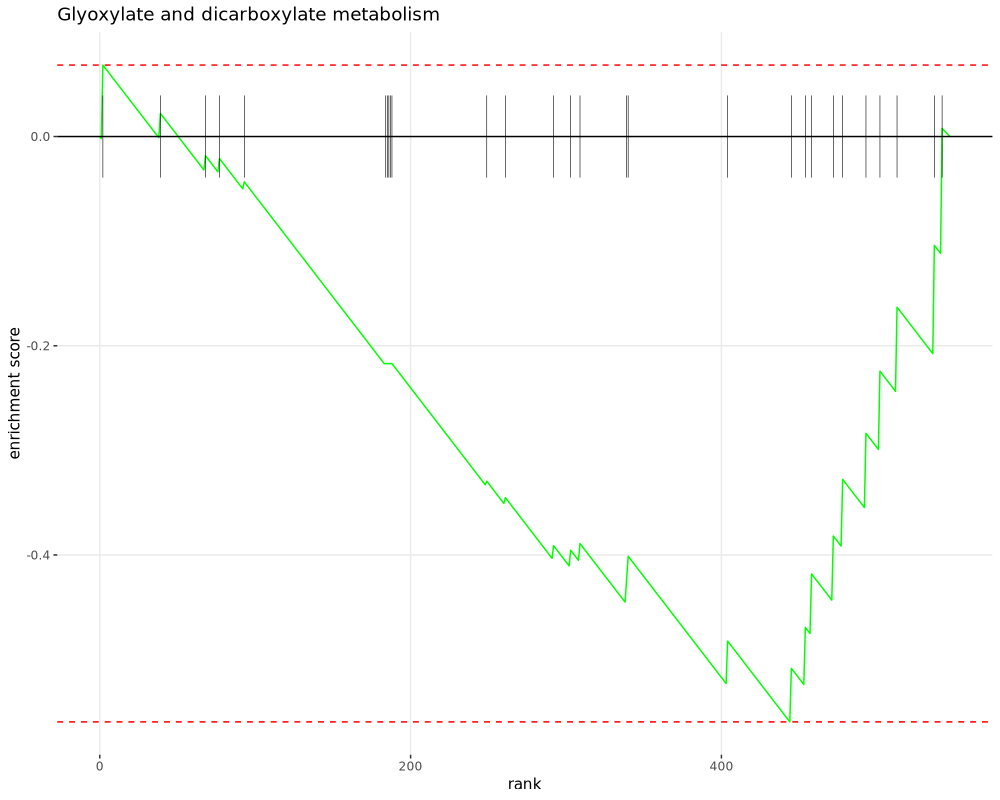 Glyoxylate and dicarboxylate metabolism
enrichment score
0.0
-0.2
-0.4
0
200
400
rank